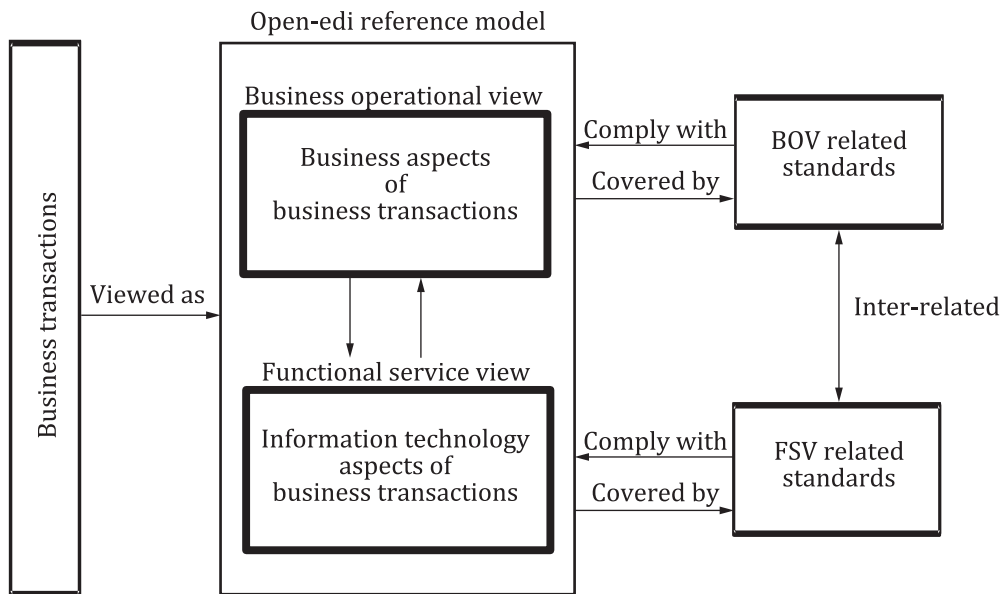 Open-edi reference model
Business transactions
Viewed as
Business operational view
Business aspects
of
business transactions
Functional service view
Information technology
aspects of
business transactions
Comply with
Covered by
BOV related
standards
Inter-related
Comply with
Covered by
FSV related
standards